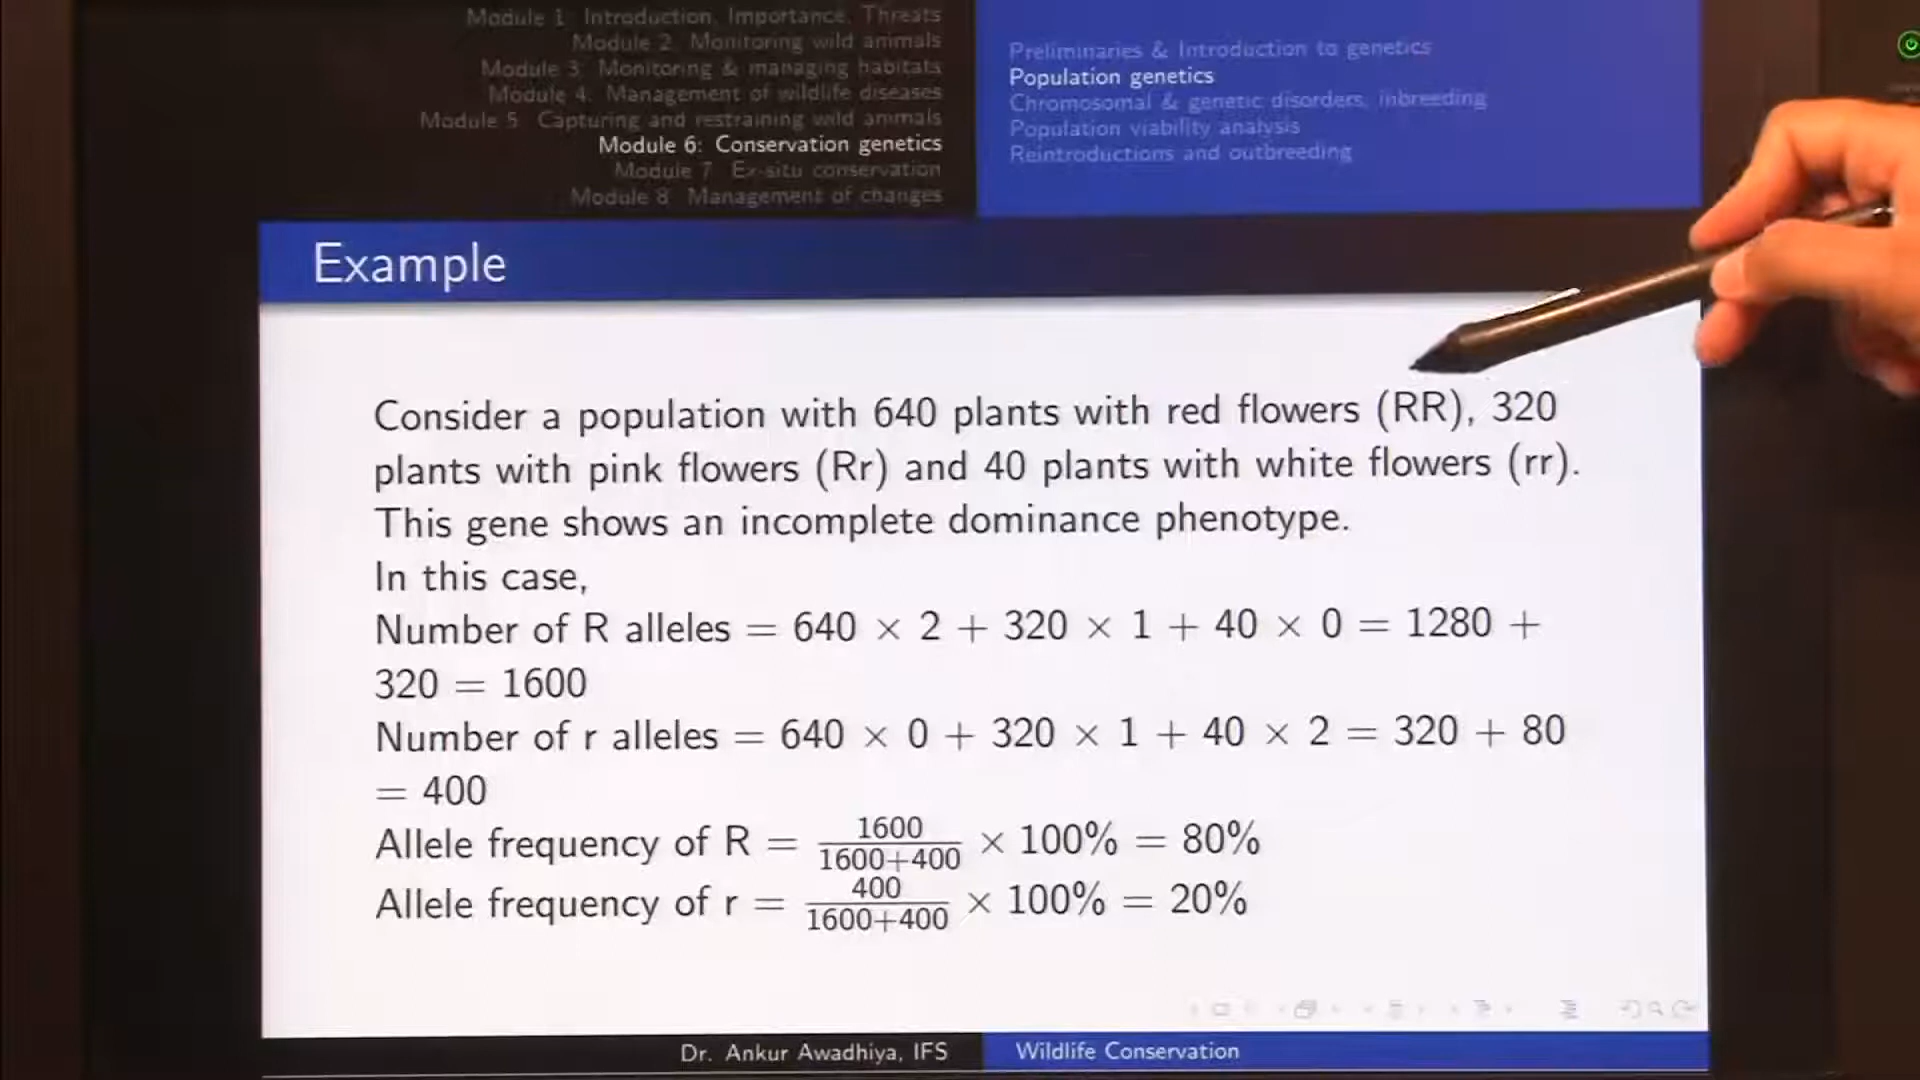 Module 1: Introduction, Importance, Threats
Module 2: Monitoring wild animals
Module 3: Monitoring & managing habitats
Module 4: Management of wildlife diseases
Module 5: Capturing and restraining wild animals
Module 6: Conservation genetics
Module 7: Ex-situ conservation
Module 8: Management of changes
Preliminaries & Introduction to genetics
Population genetics
Chromosomal & genetic disorders, inbreeding
Population viability analysis
Reintroductions and outbreeding
Example
Consider a population with 640 plants with red flowers (RR), 320
plants with pink flowers (Rr) and 40 plants with white flowers (rr).
This gene shows an incomplete dominance phenotype.
In this case,
Number of R alleles = 640 × 2 + 320 × 1 + 40 × 0 = 1280 +
320 = 1600
Number of r alleles = 640 × 0 + 320 × 1 + 40 × 2 = 320 + 80
= 400
Allele frequency of R = 1600/1600+400 × 100% = 80%
Allele frequency of r = 400/1600+400 × 100% = 20%
Dr. Ankur Awadhiya, IFS
Wildlife Conservation